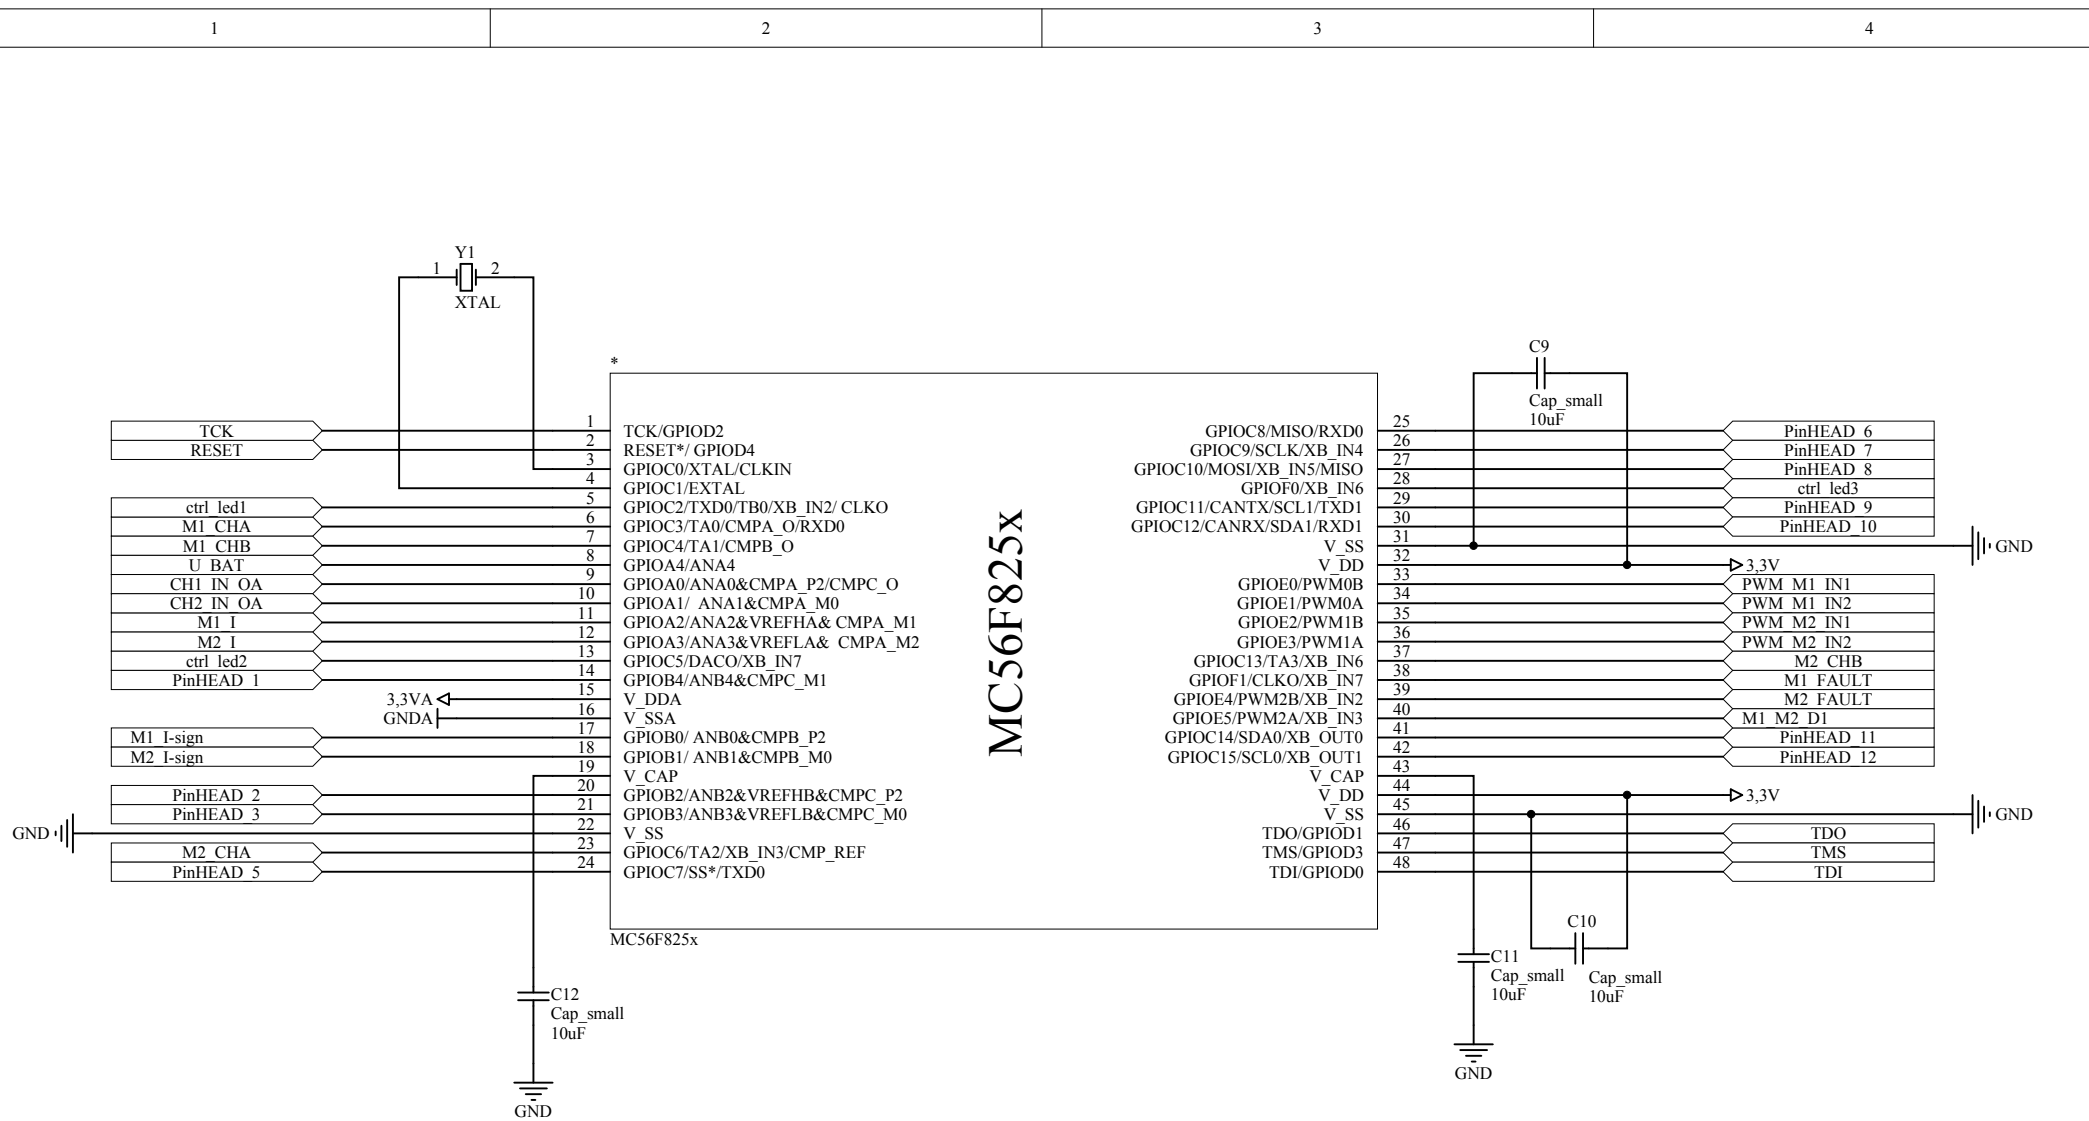 1 2 3 4
Y1
1 2
XTAL
*
C9
Cap_small
10uF
TCK 1 TCK/GPIOD2
RESET 2 RESET*/ GPIOD4
3 GPIOC0/XTAL/CLKIN
4 GPIOC1/EXTAL
ctrl_led1 5 GPIOC2/TXD0/TB0/XB_IN2/ CLKO
M1_CHA 6 GPIOC3/TA0/CMPA_O/RXD0
M1_CHB 7 GPIOC4/TA1/CMPB_O
U_BAT 8 GPIOA4/ANA4
CH1_IN_OA 9 GPIOA0/ANA0&CMPA_P2/CMPC_O
CH2_IN_OA 10 GPIOA1/ ANA1&CMPA_M0
M1_I 11 GPIOA2/ANA2&VREFHA& CMPA_M1
M2_I 12 GPIOA3/ANA3&VREFLA& CMPA_M2
ctrl_led2 13 GPIOC5/DACO/XB_IN7
PinHEAD_1 14 GPIOB4/ANB4&CMPC_M1
3,3VA 15 V_DDA
GNDA 16 V_SSA
M1_I-sign 17 GPIOB0/ ANB0&CMPB_P2
M2_I-sign 18 GPIOB1/ ANB1&CMPB_M0
19 V_CAP
PinHEAD_2 20 GPIOB2/ANB2&VREFHB&CMPC_P2
PinHEAD_3 21 GPIOB3/ANB3&VREFLB&CMPC_M0
GND 22 V_SS
M2_CHA 23 GPIOC6/TA2/XB_IN3/CMP_REF
PinHEAD_5 24 GPIOC7/SS*/TXD0
MC56F825x
GPIOC8/MISO/RXD0 25 PinHEAD_6
GPIOC9/SCLK/XB_IN4 26 PinHEAD_7
GPIOC10/MOSI/XB_IN5/MISO 27 PinHEAD_8
GPIOF0/XB_IN6 28 ctrl_led3
GPIOC11/CANTX/SCL1/TXD1 29 PinHEAD_9
GPIOC12/CANRX/SDA1/RXD1 30 PinHEAD_10
V_SS 31 GND
V_DD 32 3,3V
GPIOE0/PWM0B 33 PWM_M1_IN1
GPIOE1/PWM0A 34 PWM_M1_IN2
GPIOE2/PWM1B 35 PWM_M2_IN1
GPIOE3/PWM1A 36 PWM_M2_IN2
GPIOC13/TA3/XB_IN6 37 M2_CHB
GPIOF1/CLKO/XB_IN7 38 M1_FAULT
GPIOE4/PWM2B/XB_IN2 39 M2_FAULT
GPIOE5/PWM2A/XB_IN3 40 M1_M2_D1
GPIOC14/SDA0/XB_OUT0 41 PinHEAD_11
GPIOC15/SCL0/XB_OUT1 42 PinHEAD_12
V_CAP 43
V_DD 44 3,3V
V_SS 45 GND
TDO/GPIOD1 46 TDO
TMS/GPIOD3 47 TMS
TDI/GPIOD0 48 TDI
MC56F825x
C10
Cap_small
10uF
C11
Cap_small
10uF
GND
C12
Cap_small
10uF
GND